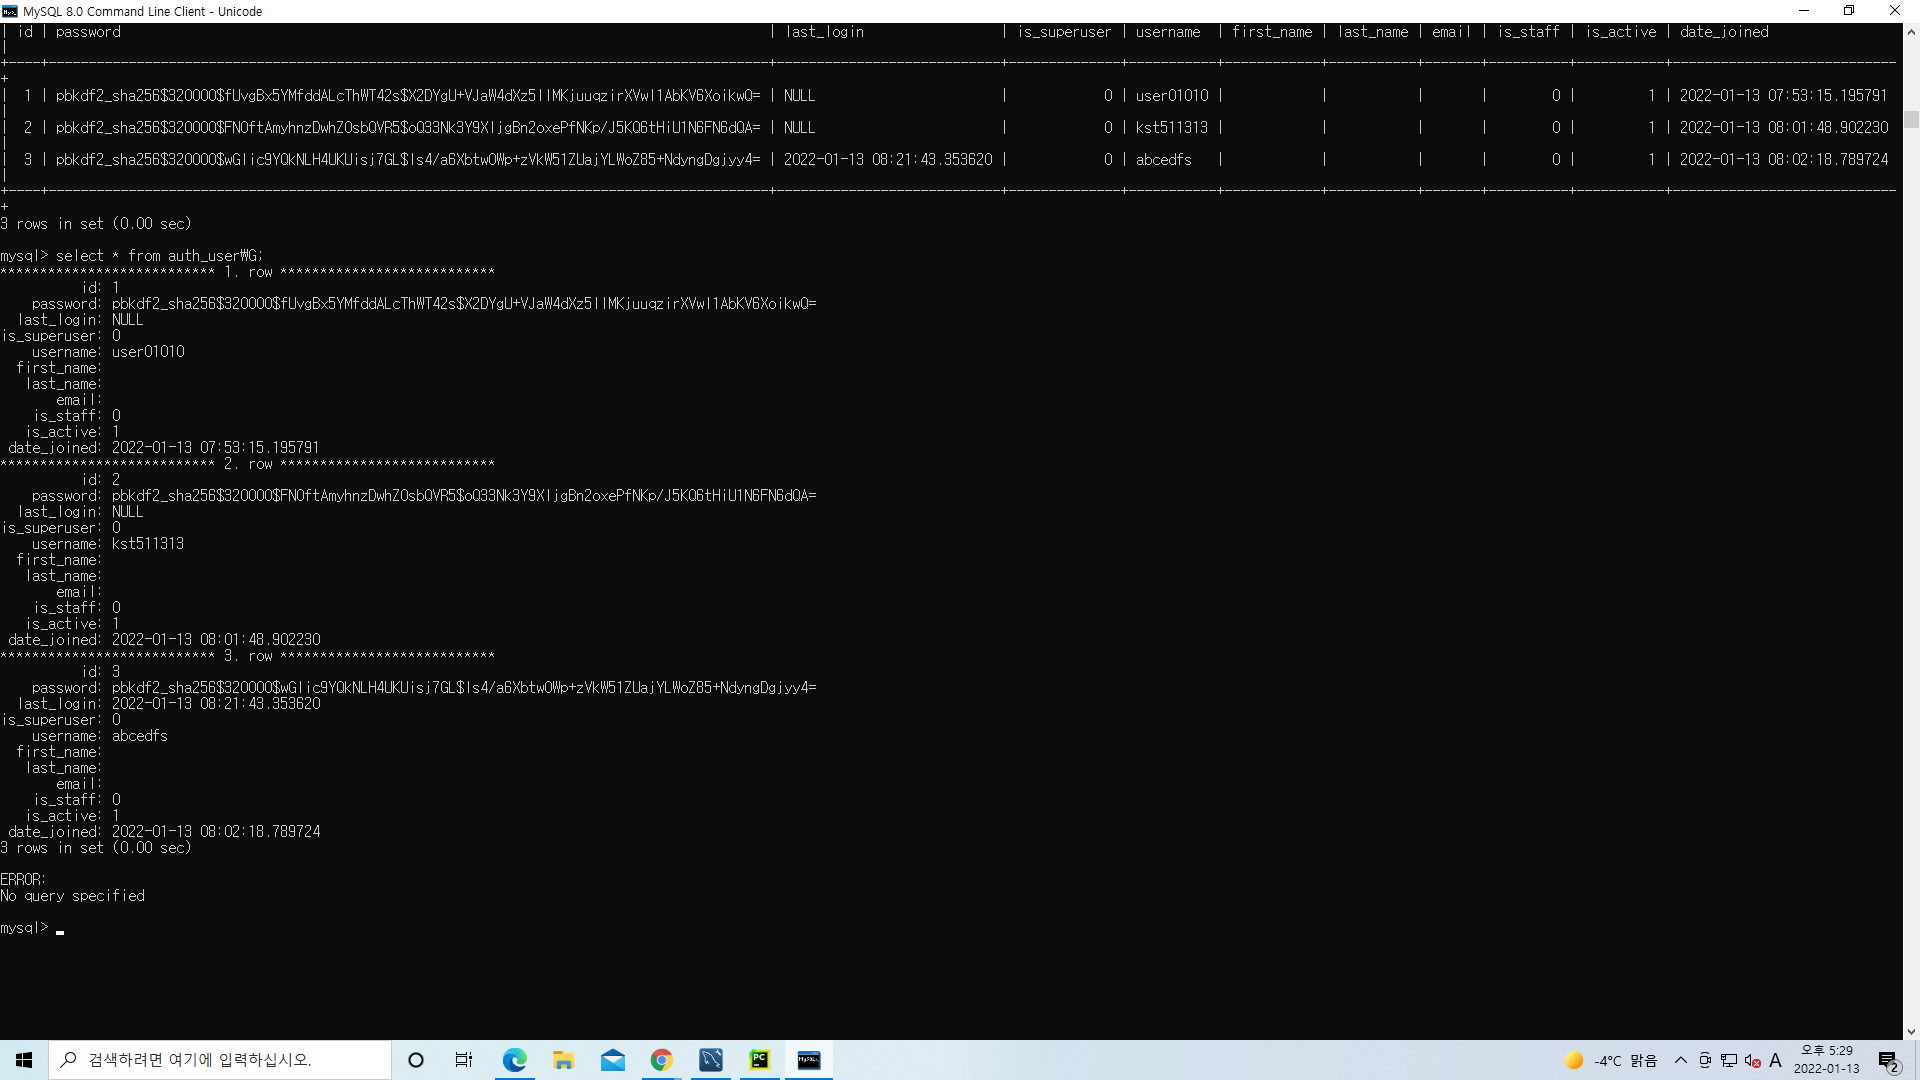 MySQL 8.0 Command Line Client - Unicode
| id | password | last_login | is_superuser | username | first_name | last_name | email | is_staff | is_active | date_joined
|
+----+------------------------------------------------------------------------------------------+----------------------------+--------------+-----------+------------+-----------+-------+----------+-----------+----------------------------
+
| 1 | pbkdf2_sha256$320000$fUvgBx5YMfddALcThWT42s$X2DYgU+VJaW4dXz5lIMKjuuqzirXVwI1AbKV6XoikwQ= | NULL | 0 | user01010 | | | | 0 | 1 | 2022-01-13 07:53:15.195791
|
| 2 | pbkdf2_sha256$320000$FNOftAmyhnzDwhZOsbQVR5$oQ33Nk3Y9XljgBn2oxePfNKp/J5KQ6tHiU1N6FN6dQA= | NULL | 0 | kst511313 | | | | 0 | 1 | 2022-01-13 08:01:48.902230
|
| 3 | pbkdf2_sha256$320000$wGlic9YQkNLH4UKUisj7GL$Is4/a6XbtwOWp+zVkW51ZUajYLWoZ85+NdyngDgjyy4= | 2022-01-13 08:21:43.353620 | 0 | abcedfs | | | | 0 | 1 | 2022-01-13 08:02:18.789724
|
+----+------------------------------------------------------------------------------------------+----------------------------+--------------+-----------+------------+-----------+-------+----------+-----------+----------------------------
+
3 rows in set (0.00 sec)
mysql> select * from auth_user₩G;
*************************** 1. row ***************************
id: 1
password: pbkdf2_sha256$320000$fUvgBx5YMfddALcThWT42s$X2DYgU+VJaW4dXz5lIMKjuuqzirXVwI1AbKV6XoikwQ=
last_login: NULL
is_superuser: 0
username: user01010
first_name:
last_name:
email:
is_staff: 0
is_active: 1
date_joined: 2022-01-13 07:53:15.195791
*************************** 2. row ***************************
id: 2
password: pbkdf2_sha256$320000$FNOftAmyhnzDwhZOsbQVR5$oQ33Nk3Y9XljgBn2oxePfNKp/J5KQ6tHiU1N6FN6dQA=
last_login: NULL
is_superuser: 0
username: kst511313
first_name:
last_name:
email:
is_staff: 0
is_active: 1
date_joined: 2022-01-13 08:01:48.902230
*************************** 3. row ***************************
id: 3
password: pbkdf2_sha256$320000$wGlic9YQkNLH4UKUisj7GL$Is4/a6XbtwOWp+zVkW51ZUajYLWoZ85+NdyngDgjyy4=
last_login: 2022-01-13 08:21:43.353620
is_superuser: 0
username: abcedfs
first_name:
last_name:
email:
is_staff: 0
is_active: 1
date_joined: 2022-01-13 08:02:18.789724
3 rows in set (0.00 sec)
ERROR:
No query specified
mysql>
검색하려면 여기에 입력하십시오.
PC
MySQL
-4°C 맑음
A
오후 5:29
2022-01-13
2